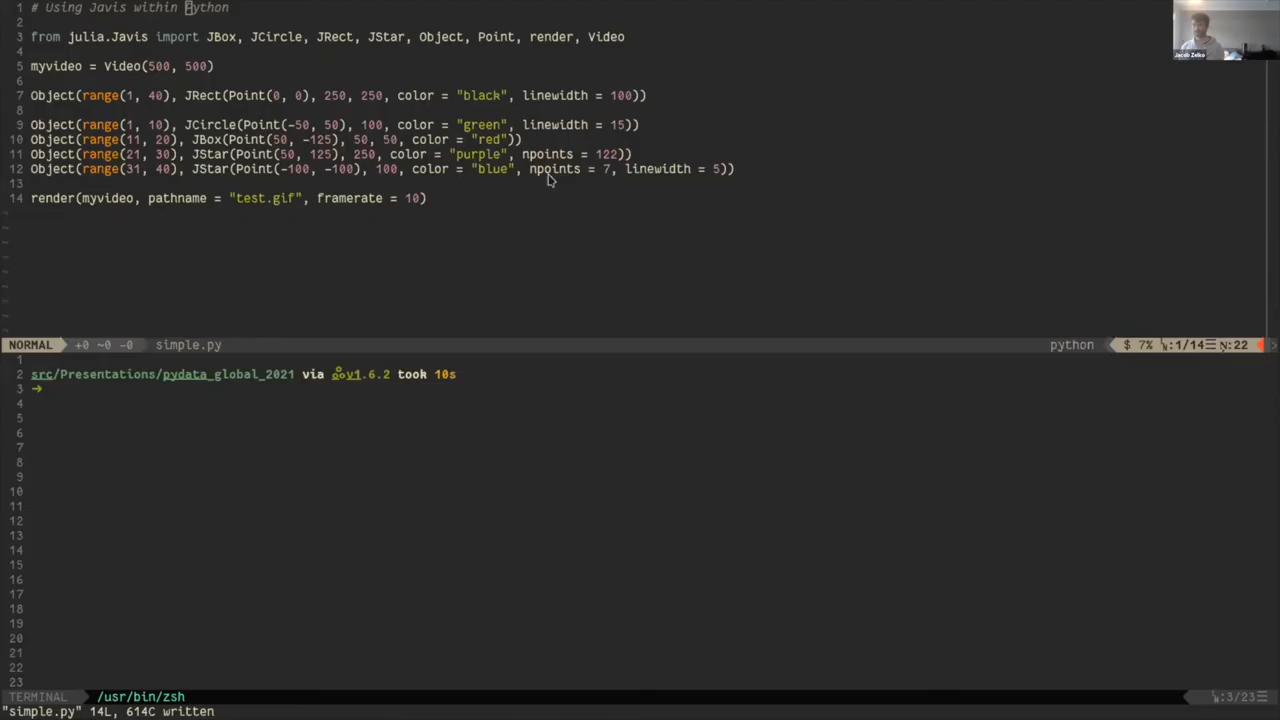 1 # Using Javis within Python
2
3 from julia.Javis import JBox, JCircle, JRect, JStar, Object, Point, render, Video
4
5 myvideo = Video(500, 500)
6
7 Object(range(1, 40), JRect(Point(0, 0), 250, 250, color = "black", linewidth = 100))
8
9 Object(range(1, 10), JCircle(Point(-50, 50), 100, color = "green", linewidth = 15))
10 Object(range(11, 20), JBox(Point(50, -125), 50, 50, color = "red"))
11 Object(range(21, 30), JStar(Point(50, 125), 250, color = "purple", npoints = 122))
12 Object(range(31, 40), JStar(Point(-100, -100), 100, color = "blue", npoints = 7, linewidth = 5))
13
14 render(myvideo, pathname = "test.gif", framerate = 10)
~
~
~
~
~
~
~
~
~
NORMAL +0 ~0 -0 simple.py python $ 7% :1/14 :22
1
2 src/Presentations/pydata_global_2021 via v1.6.2 took 10s
3 →
4
5
6
7
8
9
10
11
12
13
14
15
16
17
18
19
20
21
22
23
TERMINAL /usr/bin/zsh :3/23
"simple.py" 14L, 614C written
Jacob Zelko